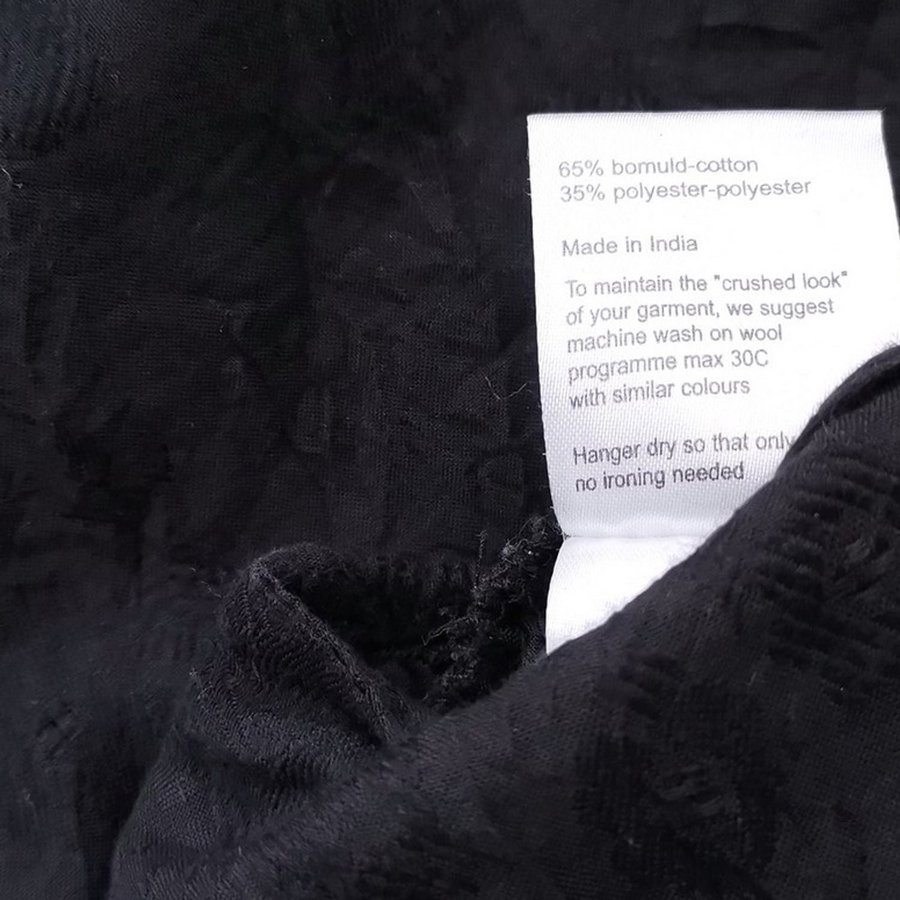 65% bomuld-cotton
35% polyester-polyester
Made in India
To maintain the "crushed look"
of your garment, we suggest
machine wash on wool
programme max 30C
with similar colours
Hanger dry so that only
no ironing needed